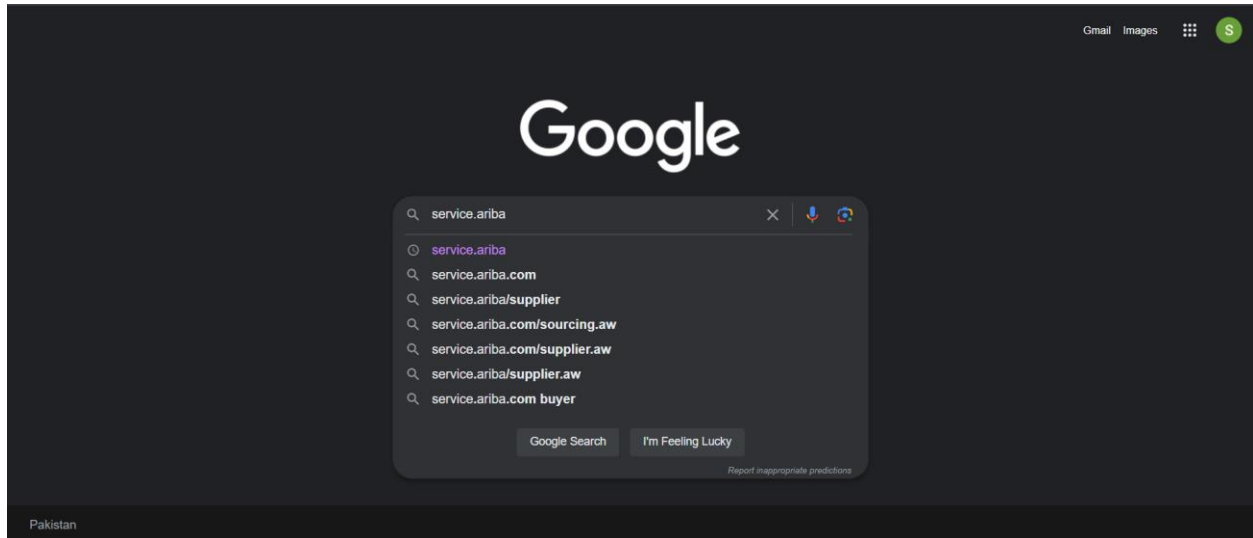 Gmail Images
S
Google
service.ariba
service.ariba
service.ariba.com
service.ariba/supplier
service.ariba.com/sourcing.aw
service.ariba.com/supplier.aw
service.ariba/supplier.aw
service.ariba.com buyer
Google Search I'm Feeling Lucky
Report inappropriate predictions
Pakistan